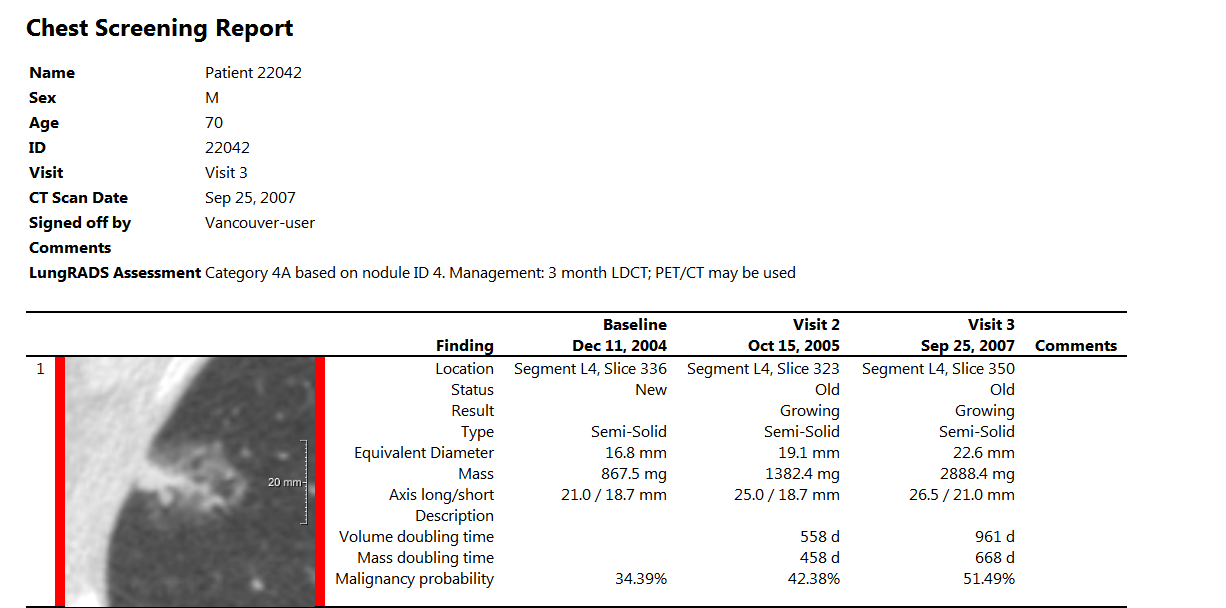 Chest Screening Report
Name Patient 22042
Sex M
Age 70
ID 22042
Visit Visit 3
CT Scan Date Sep 25, 2007
Signed off by Vancouver-user
Comments
LungRADS Assessment Category 4A based on nodule ID 4. Management: 3 month LDCT; PET/CT may be used
Baseline Visit 2 Visit 3
Finding Dec 11, 2004 Oct 15, 2005 Sep 25, 2007 Comments
1 Location Segment L4, Slice 336 Segment L4, Slice 323 Segment L4, Slice 350
Status New Old Old
Result Growing Growing
Type Semi-Solid Semi-Solid Semi-Solid
Equivalent Diameter 16.8 mm 19.1 mm 22.6 mm
Mass 867.5 mg 1382.4 mg 2888.4 mg
20 mm
Axis long/short 21.0 / 18.7 mm 25.0 / 18.7 mm 26.5 / 21.0 mm
Description
Volume doubling time 558 d 961 d
Mass doubling time 458 d 668 d
Malignancy probability 34.39% 42.38% 51.49%